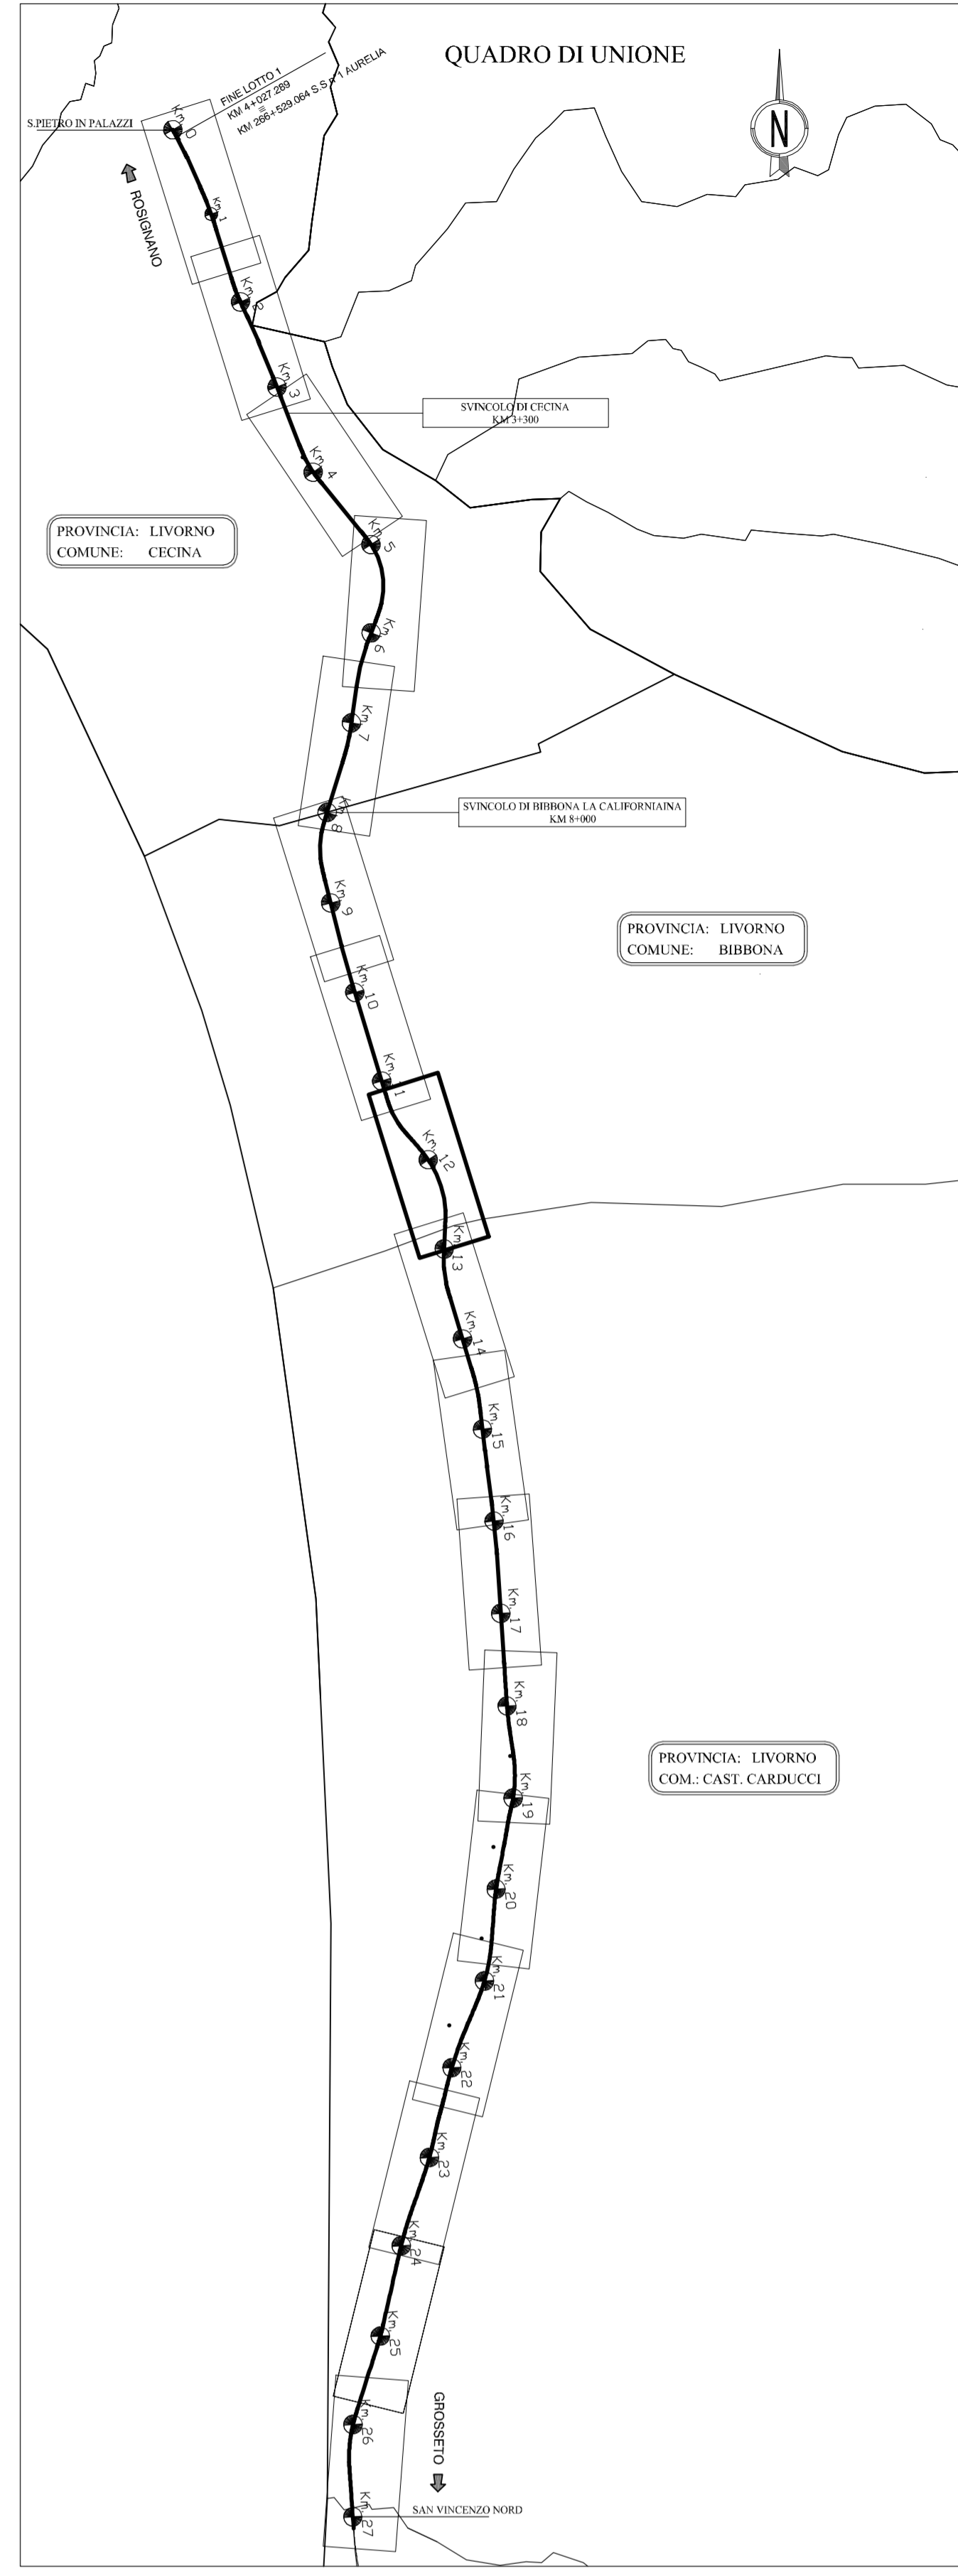 QUADRO DI UNIONE
N
FINE LOTTO 1
KM 4+027.289
=
KM 266+529.064 S.S n° 1 AURELIA
S.PIETRO IN PALAZZI
Km. 0
ROSIGNANO
Km. 1
Km. 2
Km. 3
SVINCOLO DI CECINA
KM 3+300
Km. 4
PROVINCIA: LIVORNO
COMUNE: CECINA
Km. 5
Km. 6
Km. 7
SVINCOLO DI BIBBONA LA CALIFORNIAINA
KM 8+000
Km. 8
Km. 9
PROVINCIA: LIVORNO
COMUNE: BIBBONA
Km. 10
Km. 11
Km. 12
Km. 13
Km. 14
Km. 15
Km. 16
Km. 17
Km. 18
PROVINCIA: LIVORNO
COM.: CAST. CARDUCCI
Km. 19
Km. 20
Km. 21
Km. 22
Km. 23
Km. 24
Km. 25
GROSSETO
Km. 26
SAN VINCENZO NORD
Km. 27